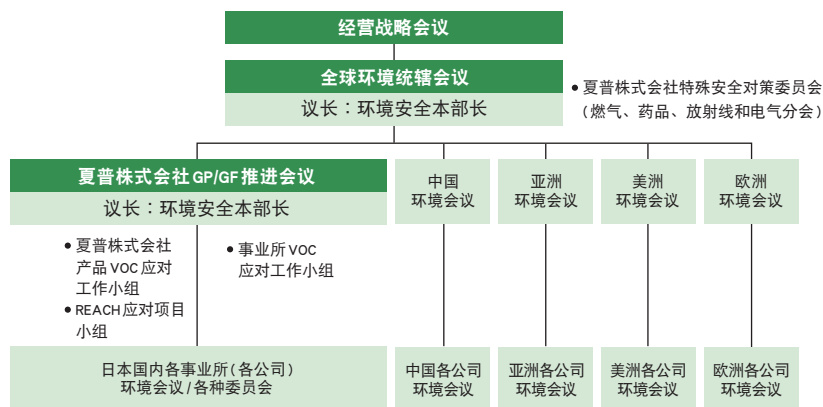 经营战略会议
全球环境统辖会议
议长：环境安全本部长
● 夏普株式会社特殊安全对策委员会
（燃气、药品、放射线和电气分会）
夏普株式会社 GP/GF 推进会议
议长：环境安全本部长
中国
环境会议
亚洲
环境会议
美洲
环境会议
欧洲
环境会议
● 夏普株式会社
产品 VOC 应对
工作小组
● REACH 应对项目
小组
● 事业所 VOC
应对工作小组
日本国内各事业所（各公司）
环境会议/各种委员会
中国各公司
环境会议
亚洲各公司
环境会议
美洲各公司
环境会议
欧洲各公司
环境会议